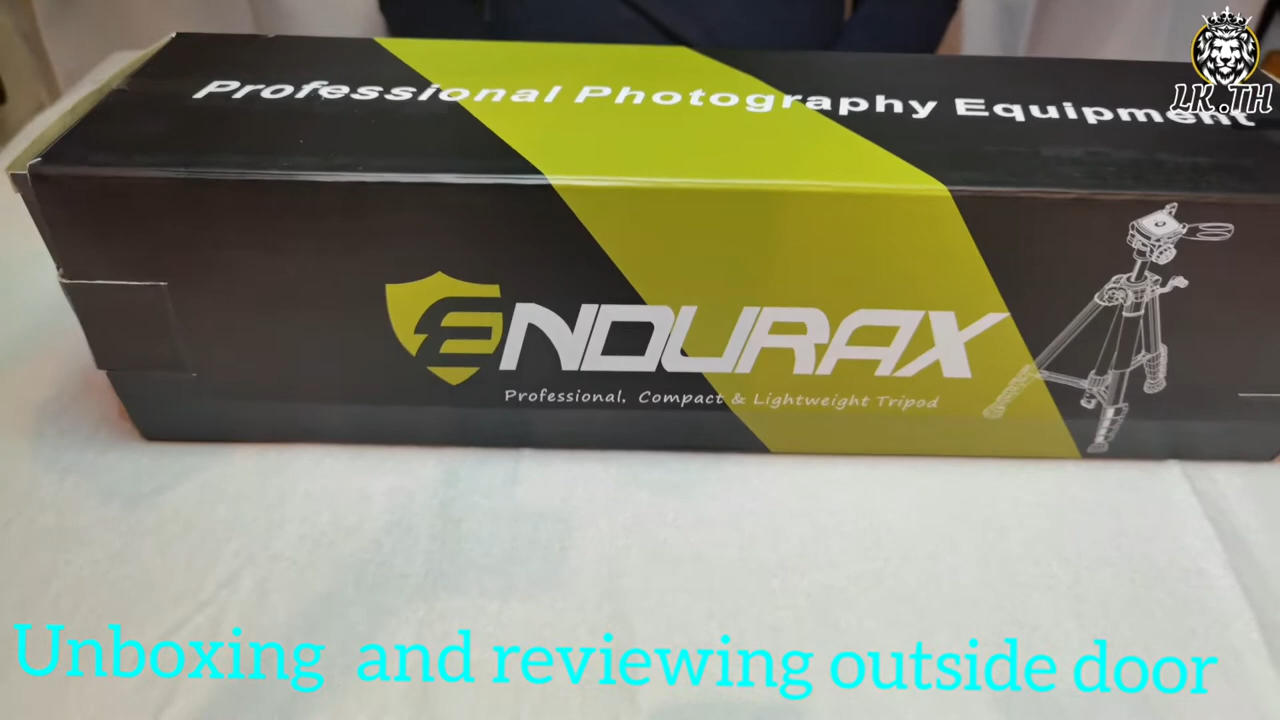 LK.TH
Professional Photography Equipment
ENDURAX
Professional, Compact & Lightweight Tripod
Unboxing and reviewing outside door